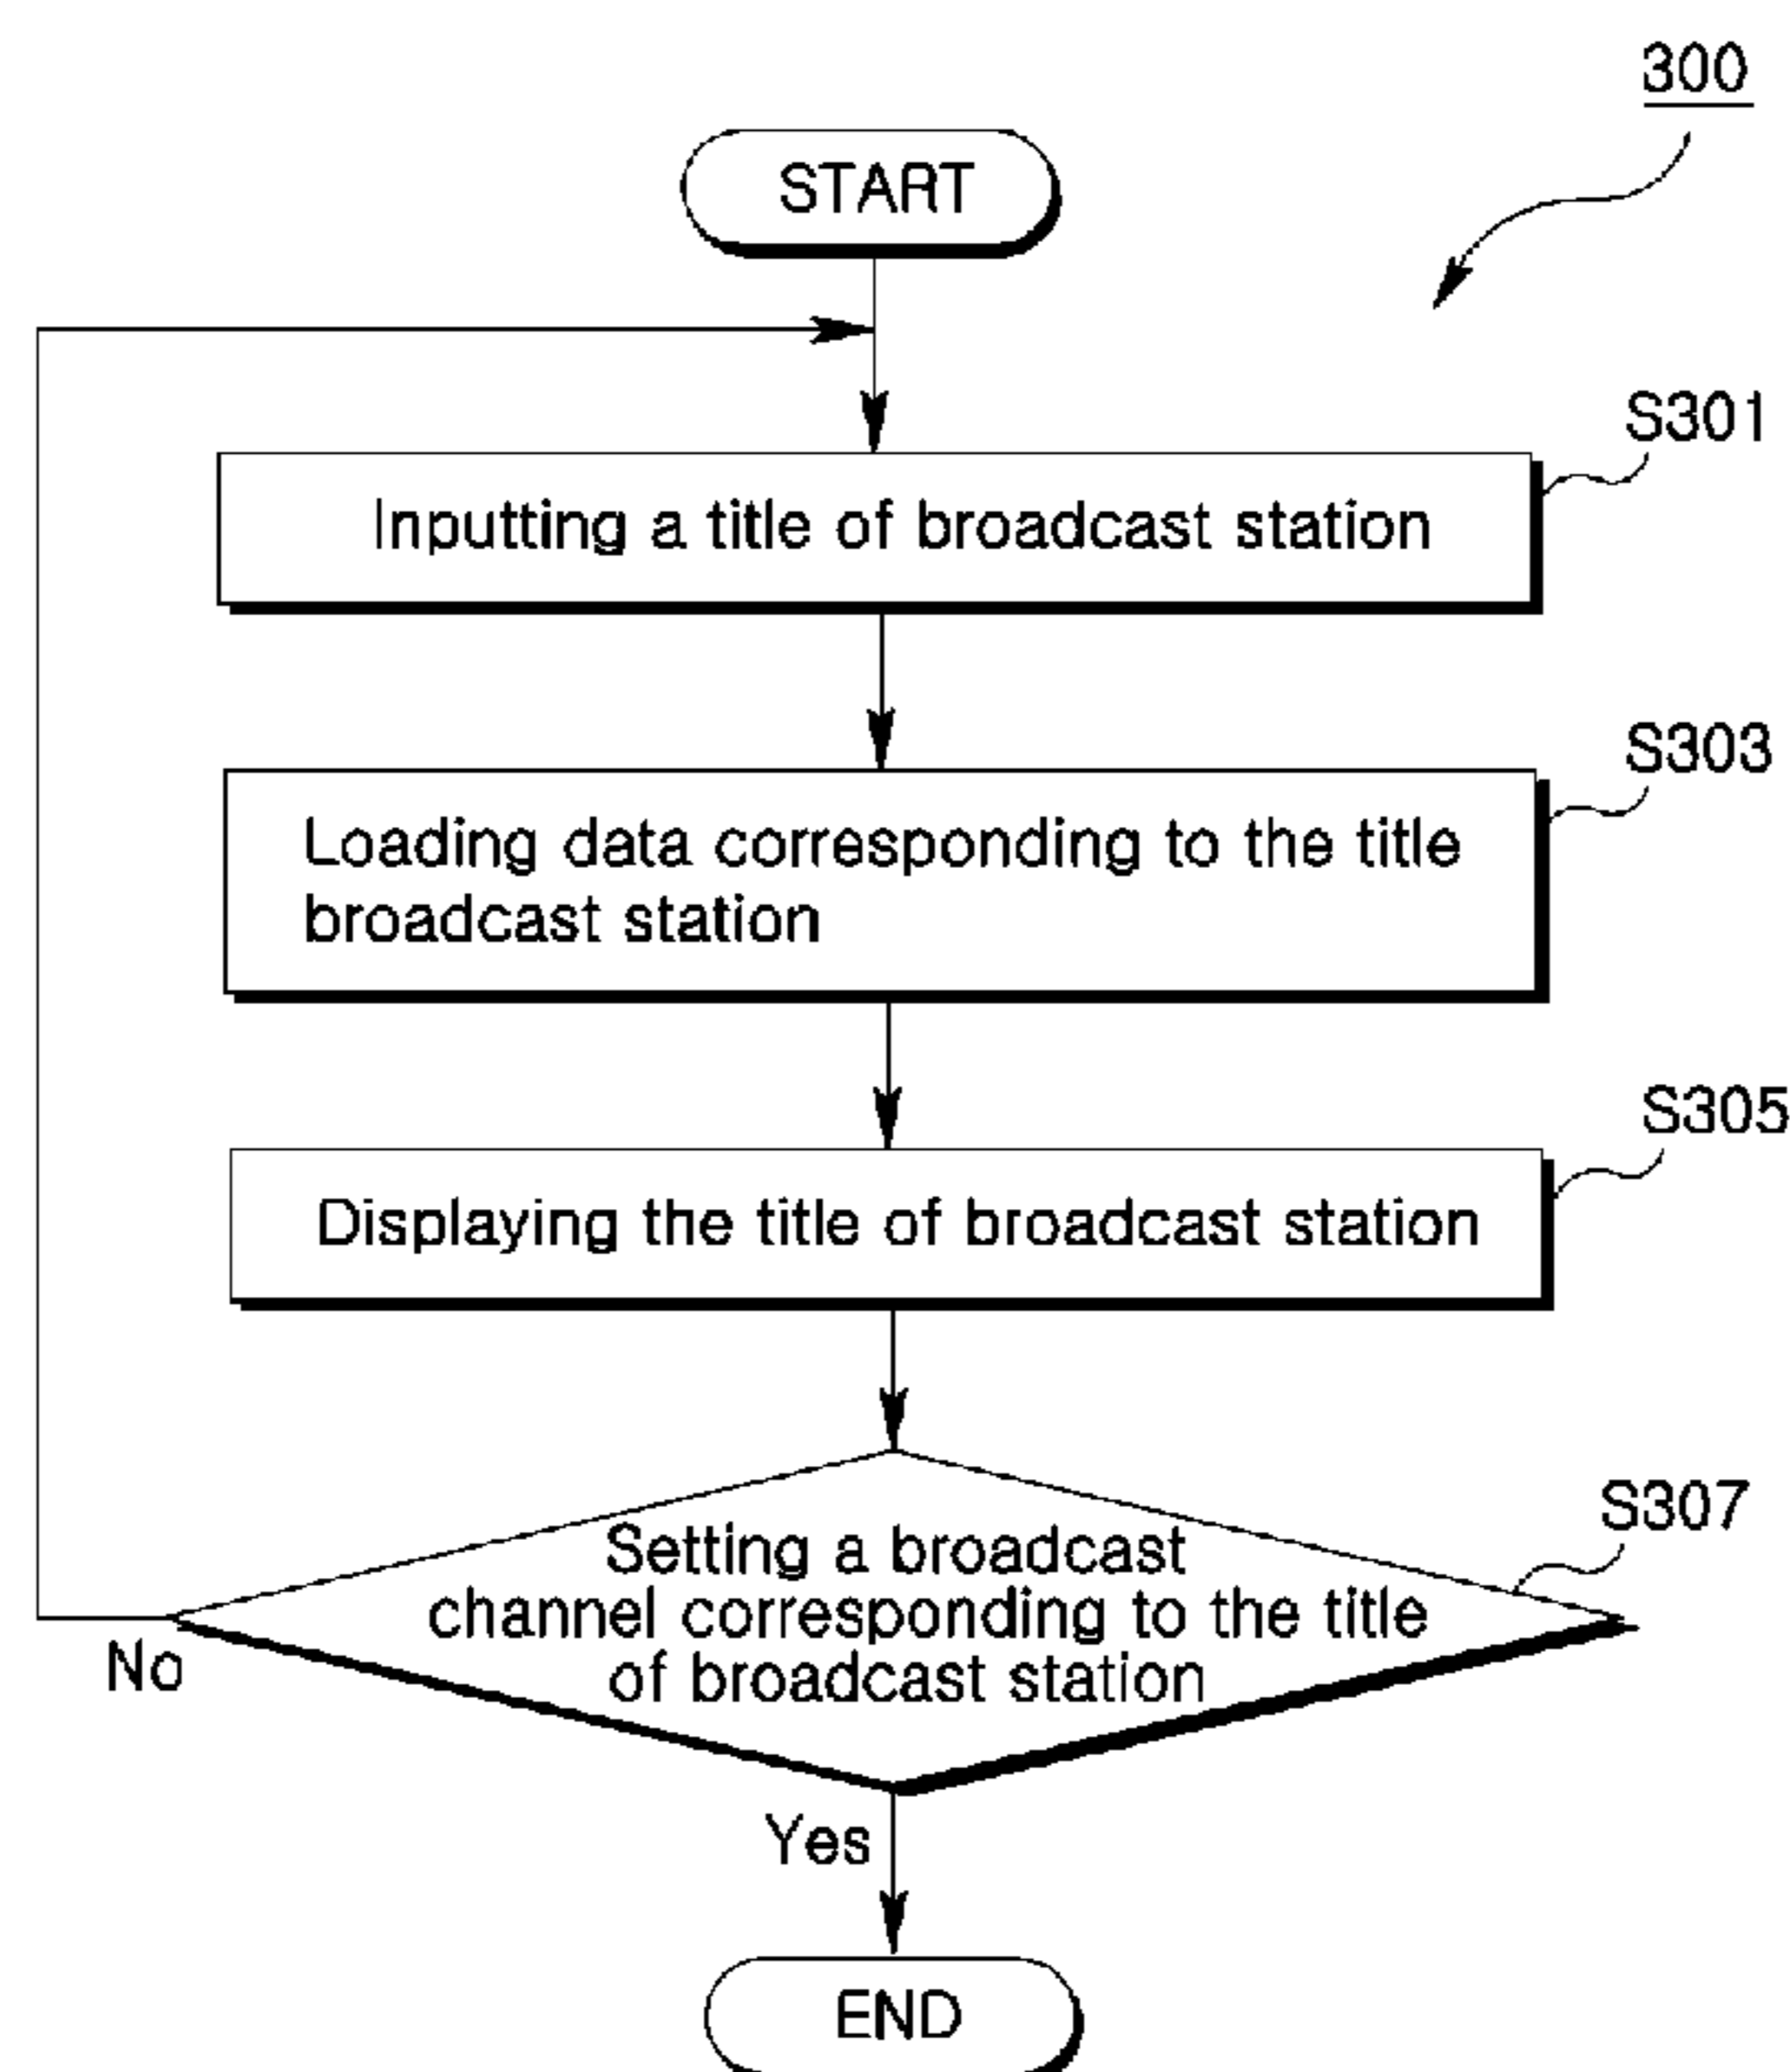 300
START
S301
Inputting a title of broadcast station
S303
Loading data corresponding to the title
broadcast station
S305
Displaying the title of broadcast station
S307
Setting a broadcast
channel corresponding to the title
of broadcast station
No
Yes
END